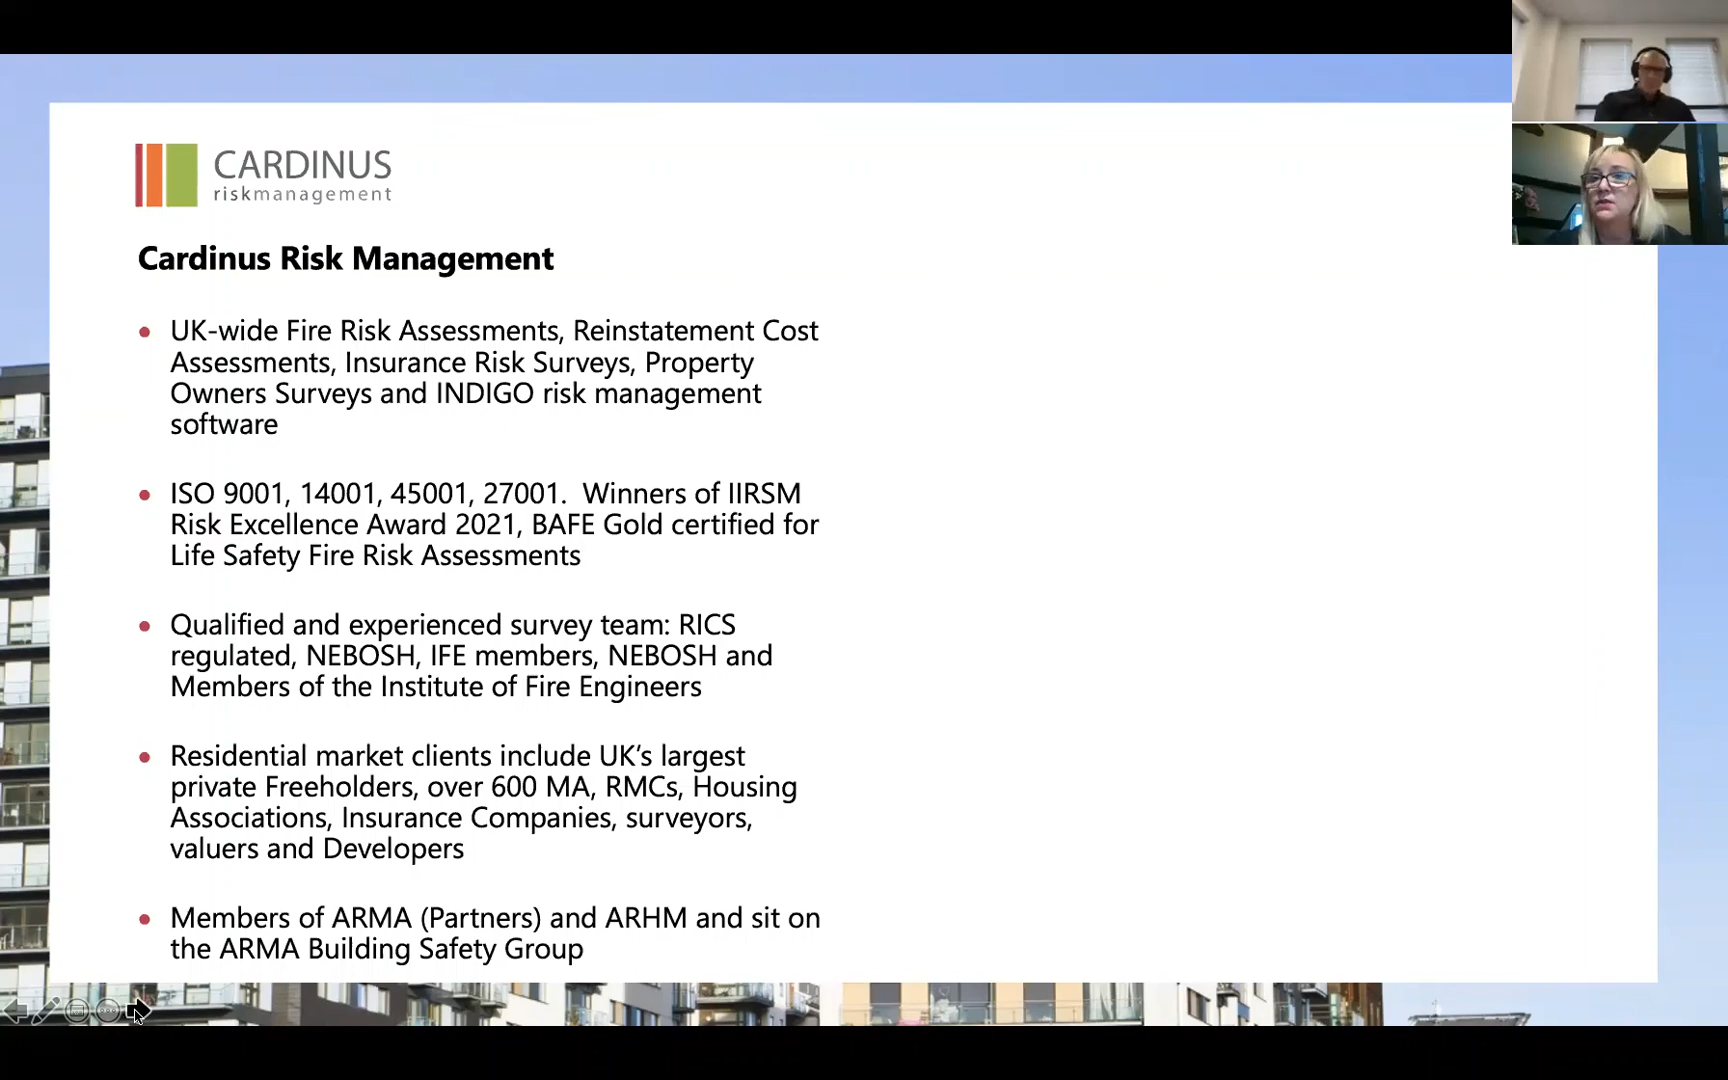 CARDINUS
riskmanagement
Cardinus Risk Management
UK-wide Fire Risk Assessments, Reinstatement Cost
Assessments, Insurance Risk Surveys, Property
Owners Surveys and INDIGO risk management
software
ISO 9001, 14001, 45001, 27001.  Winners of IIRSM
Risk Excellence Award 2021, BAFE Gold certified for
Life Safety Fire Risk Assessments
Qualified and experienced survey team: RICS
regulated, NEBOSH, IFE members, NEBOSH and
Members of the Institute of Fire Engineers
Residential market clients include UK’s largest
private Freeholders, over 600 MA, RMCs, Housing
Associations, Insurance Companies, surveyors,
valuers and Developers
Members of ARMA (Partners) and ARHM and sit on
the ARMA Building Safety Group